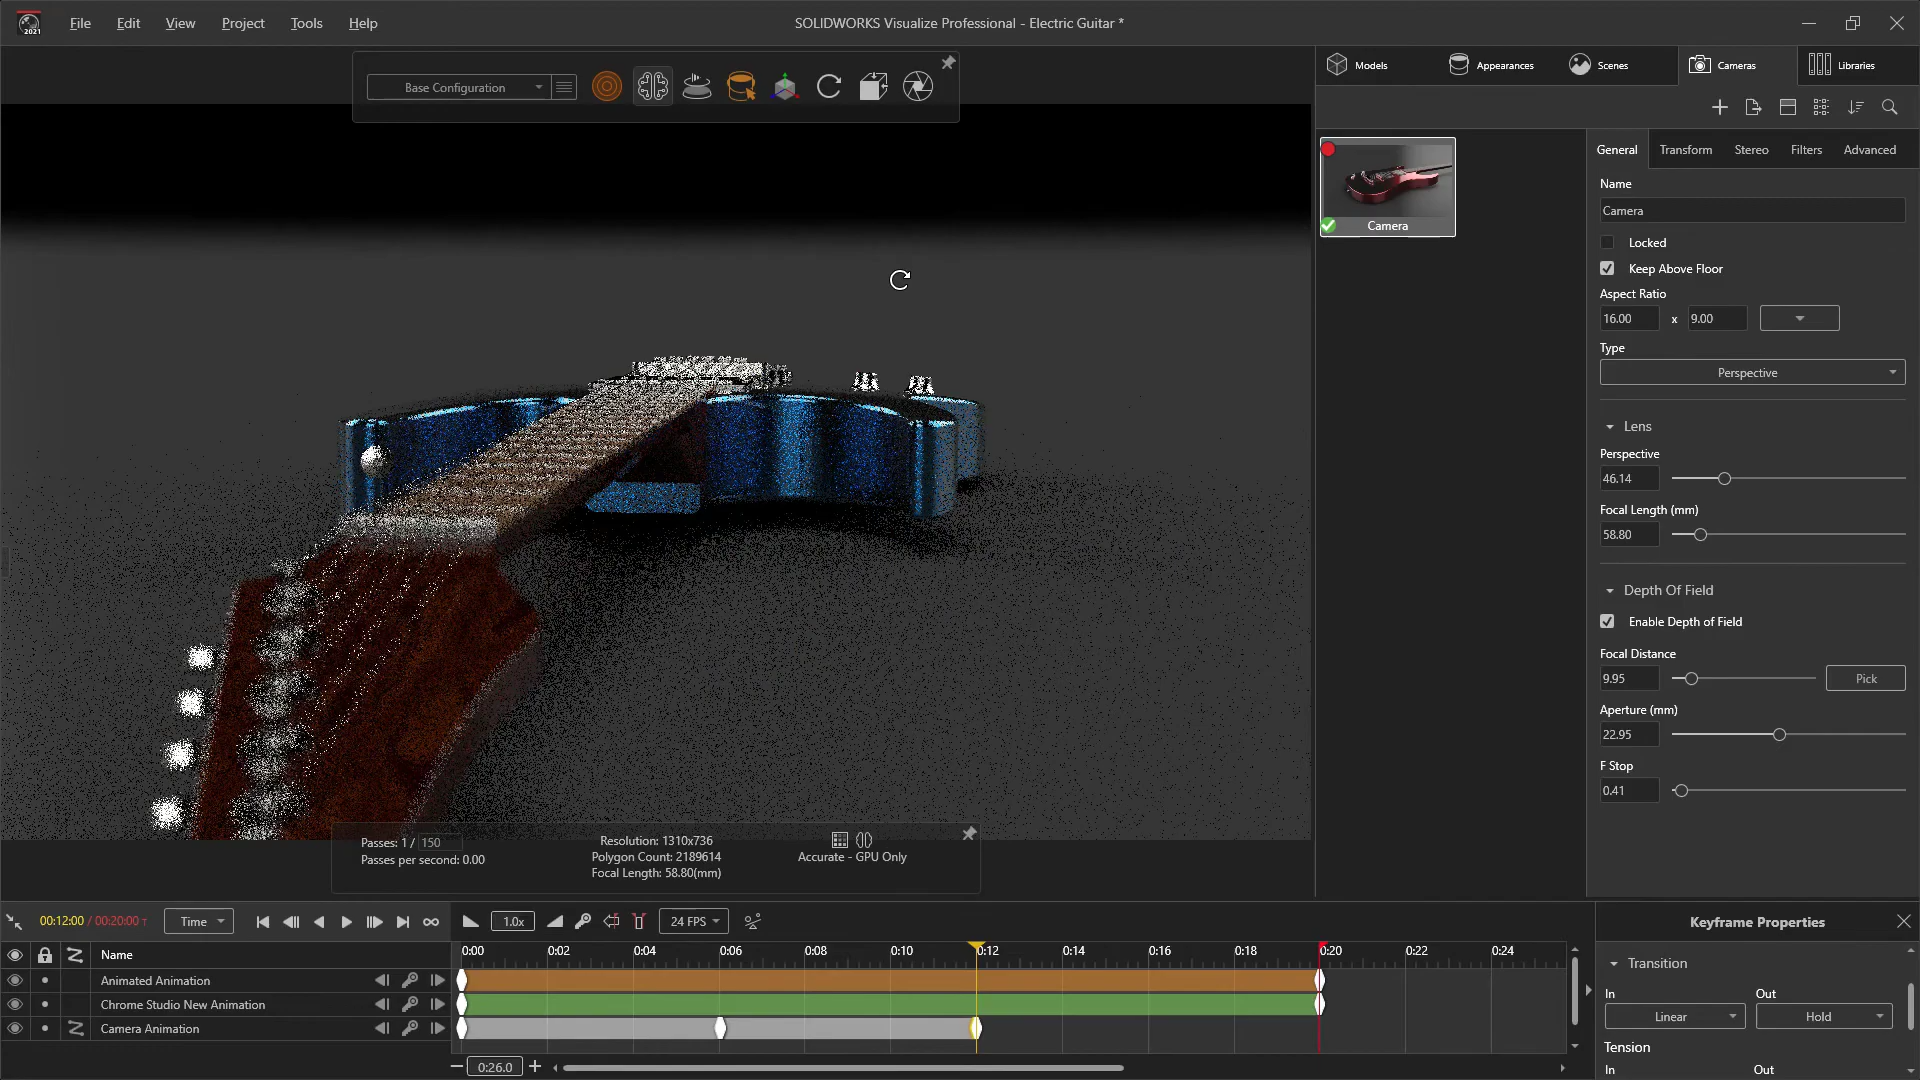 2021
File Edit View Project Tools Help
SOLIDWORKS Visualize Professional - Electric Guitar *
Base Configuration
Models Appearances Scenes Cameras Libraries
Camera
General Transform Stereo Filters Advanced
Name
Camera
Locked
Keep Above Floor
Aspect Ratio
16.00 x 9.00
Type
Perspective
Lens
Perspective
46.14
Focal Length (mm)
58.80
Depth Of Field
Enable Depth of Field
Focal Distance
9.95 Pick
Aperture (mm)
22.95
F Stop
0.41
Passes: 1 / 150
Passes per second: 0.00
Resolution: 1310x736
Polygon Count: 2189614
Focal Length: 58.80(mm)
Accurate - GPU Only
00:12:00 / 00:20:00 T Time 1.0x 24 FPS
Name
0:00 0:02 0:04 0:06 0:08 0:10 0:12 0:14 0:16 0:18 0:20 0:22 0:24
Animated Animation
Chrome Studio New Animation
Camera Animation
0:26.0
Keyframe Properties
Transition
In Out
Linear Hold
Tension
In Out